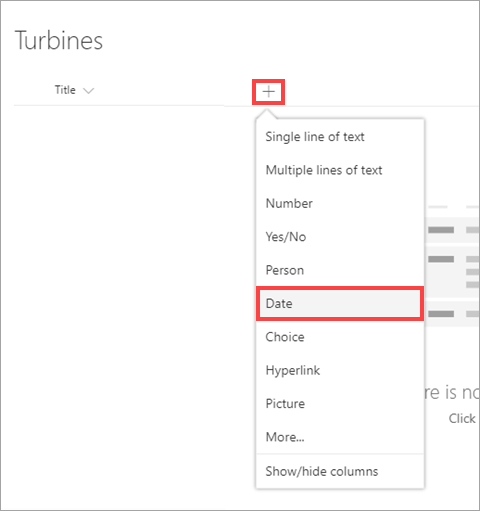 Turbines
Title
Single line of text
Multiple lines of text
Number
Yes/No
Person
Date
Choice
Hyperlink
re is no
Picture
Click
More...
Show/hide columns